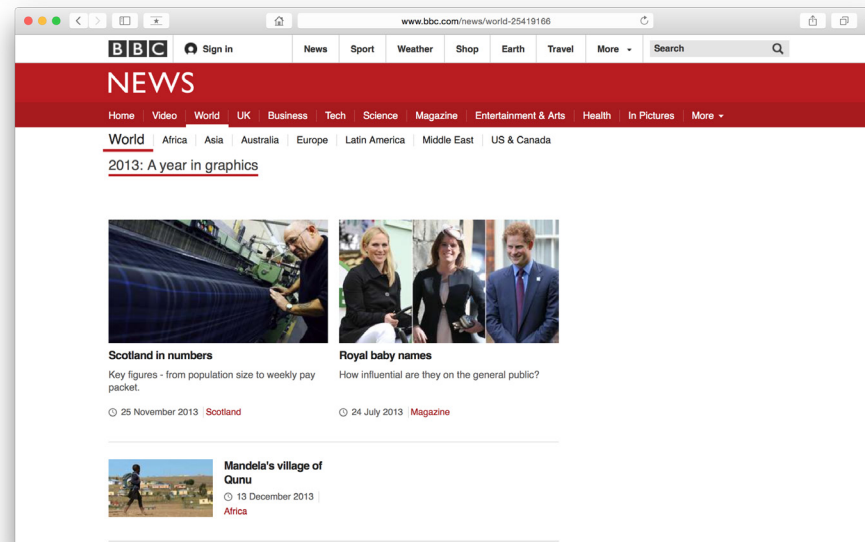 www.bbc.com/news/world-25419166
BBC Sign in News Sport Weather Shop Earth Travel More Search
NEWS
Home Video World UK Business Tech Science Magazine Entertainment & Arts Health In Pictures More
World Africa Asia Australia Europe Latin America Middle East US & Canada
2013: A year in graphics
Scotland in numbers
Key figures - from population size to weekly pay
packet.
25 November 2013 Scotland
Royal baby names
How influential are they on the general public?
24 July 2013 Magazine
Mandela's village of
Qunu
13 December 2013
Africa